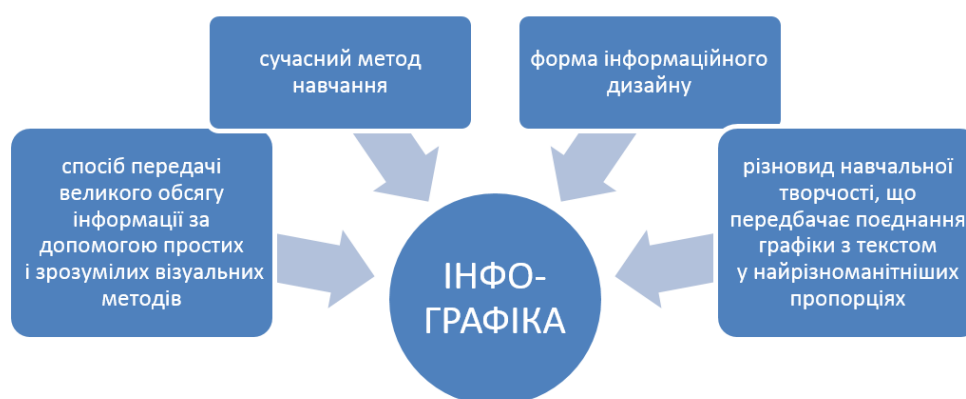 сучасний метод
навчання
форма інформаційного
дизайну
спосіб передачі
великого обсягу
інформації за
допомогою простих
і зрозумілих візуальних
методів
різновид навчальної
творчості, що
передбачає поєднання
графіки з текстом
у найрізноманітніших
пропорціях
ІНФО-
ГРАФІКА